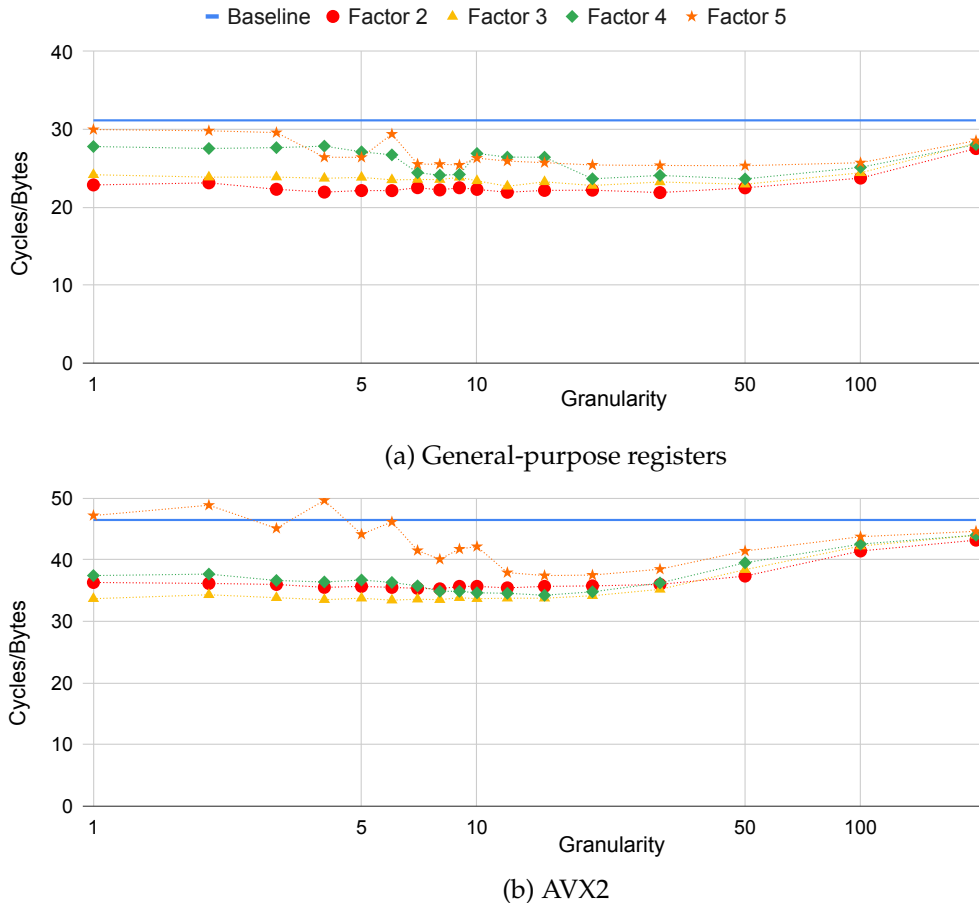 Baseline Factor 2 Factor 3 Factor 4 Factor 5
40
30
20
10
0
Cycles/Bytes
1 5 10 50 100
Granularity
(a) General-purpose registers
50
40
30
20
10
0
Cycles/Bytes
1 5 10 50 100
Granularity
(b) AVX2